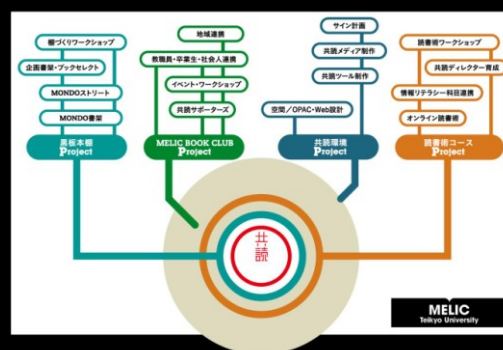 棚づくりワークショップ
企画書架・ブックセレクト
MONDOストリート
MONDO書架
黒板本棚
Project
地域連携
教職員・卒業生・社会人連携
イベント・ワークショップ
共読サポーターズ
MELIC BOOK CLUB
Project
サイン計画
共読メディア制作
共読ツール制作
空間/OPAC・Web設計
共読環境
Project
読書術ワークショップ
共読ディレクター育成
情報リテラシー科目連携
オンライン読書術
読書術コース
Project
共読
MELIC
Teikyo University